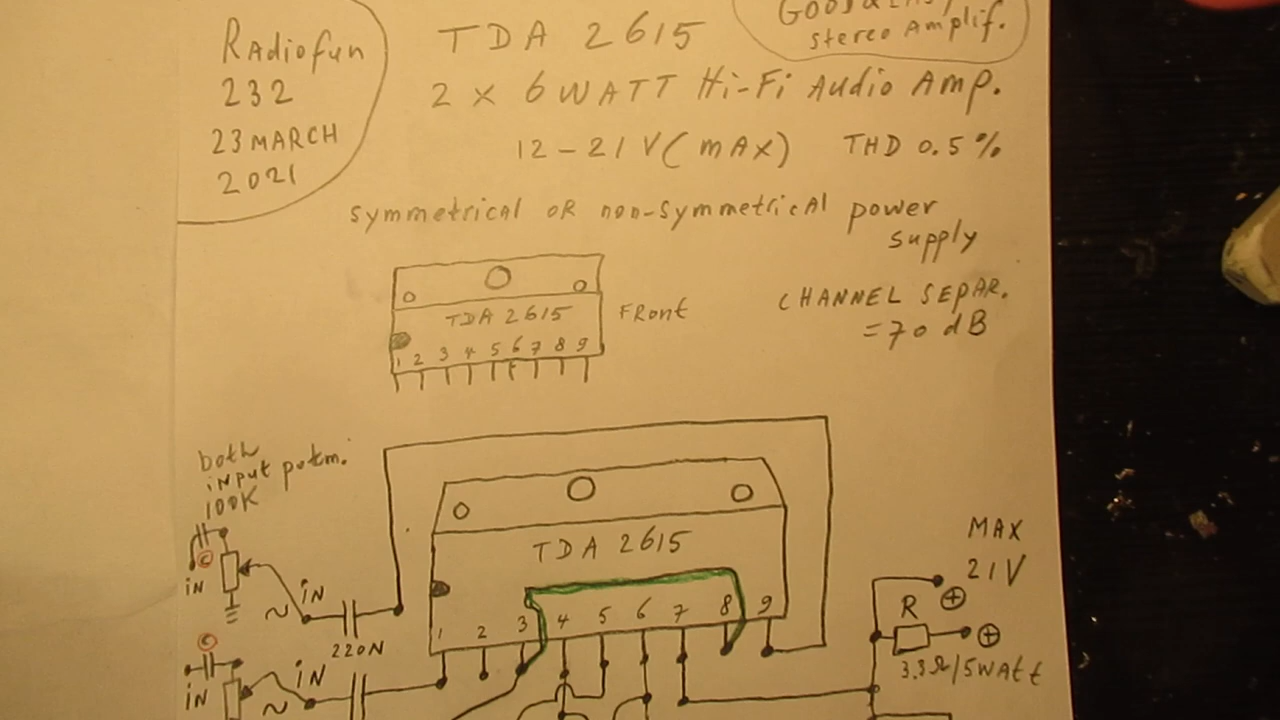 Radiofun
232
23 MARCH
2021
TDA 2615
stereo Amplif.
2 x 6 WATT Hi-Fi Audio Amp.
12 - 21 V (mAx) THD 0.5 %
symmetrical OR non-symmetrical power
supply
TDA 2615
1 2 3 4 5 6 7 8 9
FRont
CHANNEL SEPAR.
= 70 dB
both
input potm.
100K
C
iN
~
iN
220N
C
iN
~
iN
TDA 2615
1 2 3 4 5 6 7 8 9
MAX
21V
+
R
+
3.3Ω/5WAtt